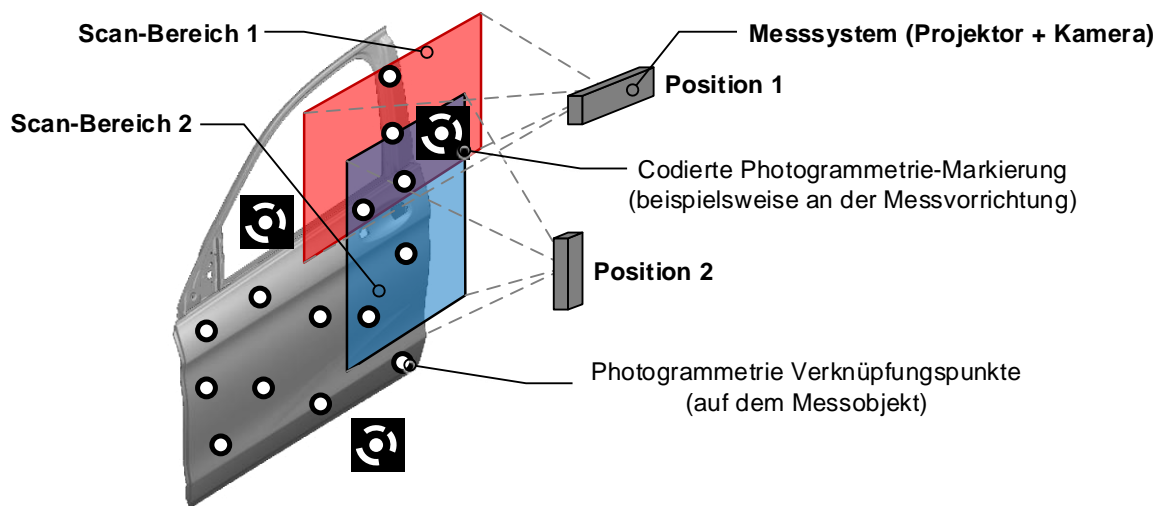 Scan-Bereich 1
Messsystem (Projektor + Kamera)
Position 1
Scan-Bereich 2
Codierte Photogrammetrie-Markierung
(beispielsweise an der Messvorrichtung)
Position 2
Photogrammetrie Verknüpfungspunkte
(auf dem Messobjekt)